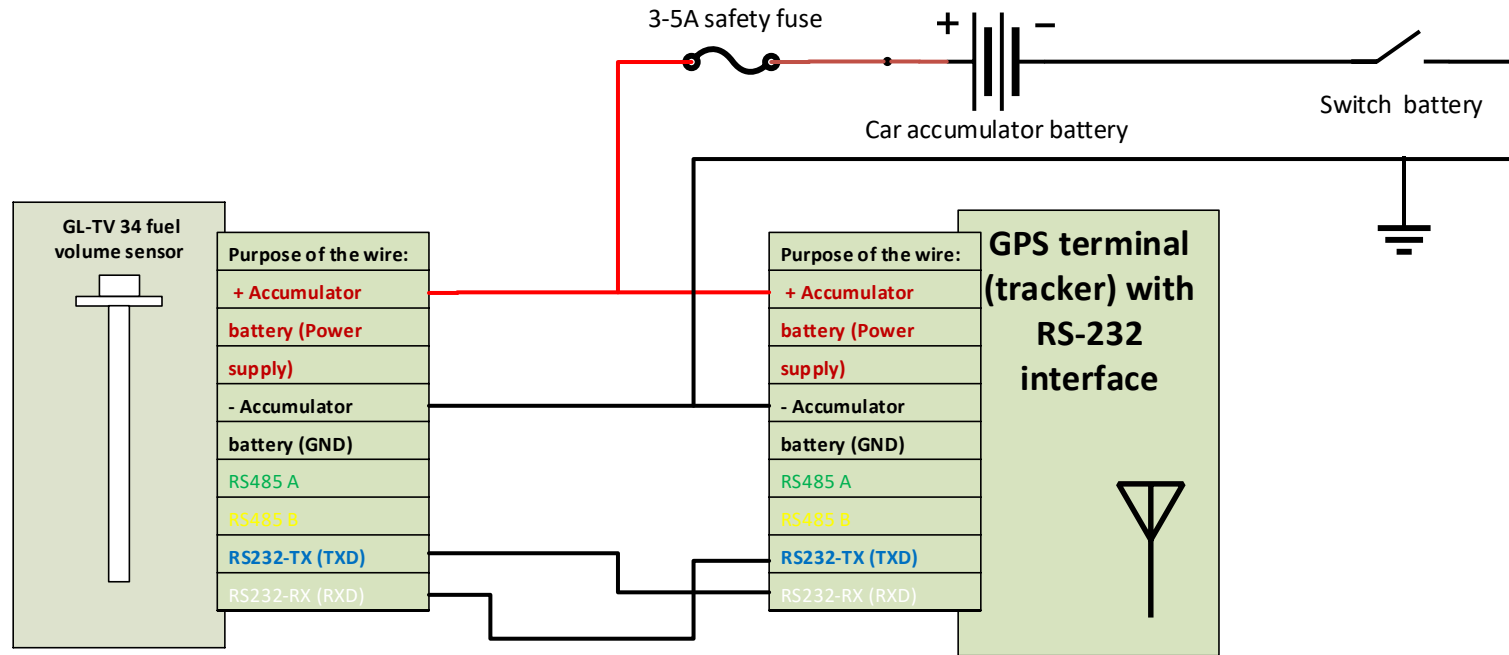 3-5A safety fuse
+ −
Car accumulator battery
Switch battery
GL-TV 34 fuel
volume sensor
Purpose of the wire:
+ Accumulator
battery (Power
supply)
- Accumulator
battery (GND)
RS485 A
RS485 B
RS232-TX (TXD)
RS232-RX (RXD)
Purpose of the wire:
+ Accumulator
battery (Power
supply)
- Accumulator
battery (GND)
RS485 A
RS485 B
RS232-TX (TXD)
RS232-RX (RXD)
GPS terminal
(tracker) with
RS-232
interface